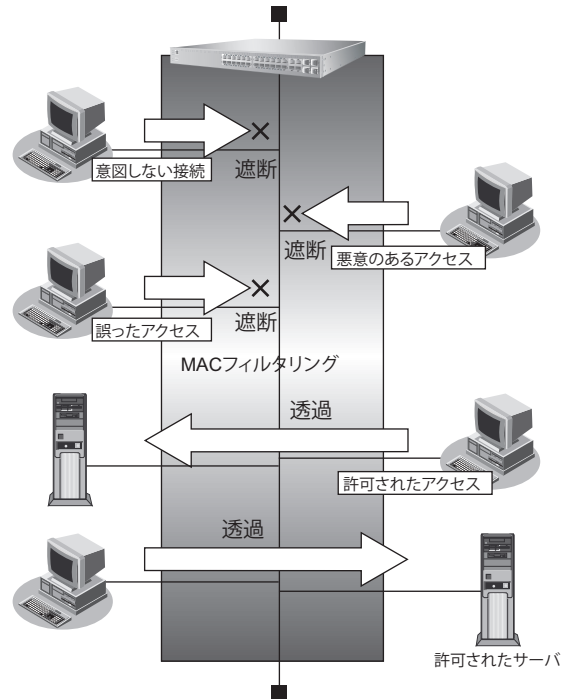 意図しない接続
遮断
遮断
悪意のあるアクセス
誤ったアクセス
遮断
MACフィルタリング
透過
許可されたアクセス
透過
許可されたサーバ